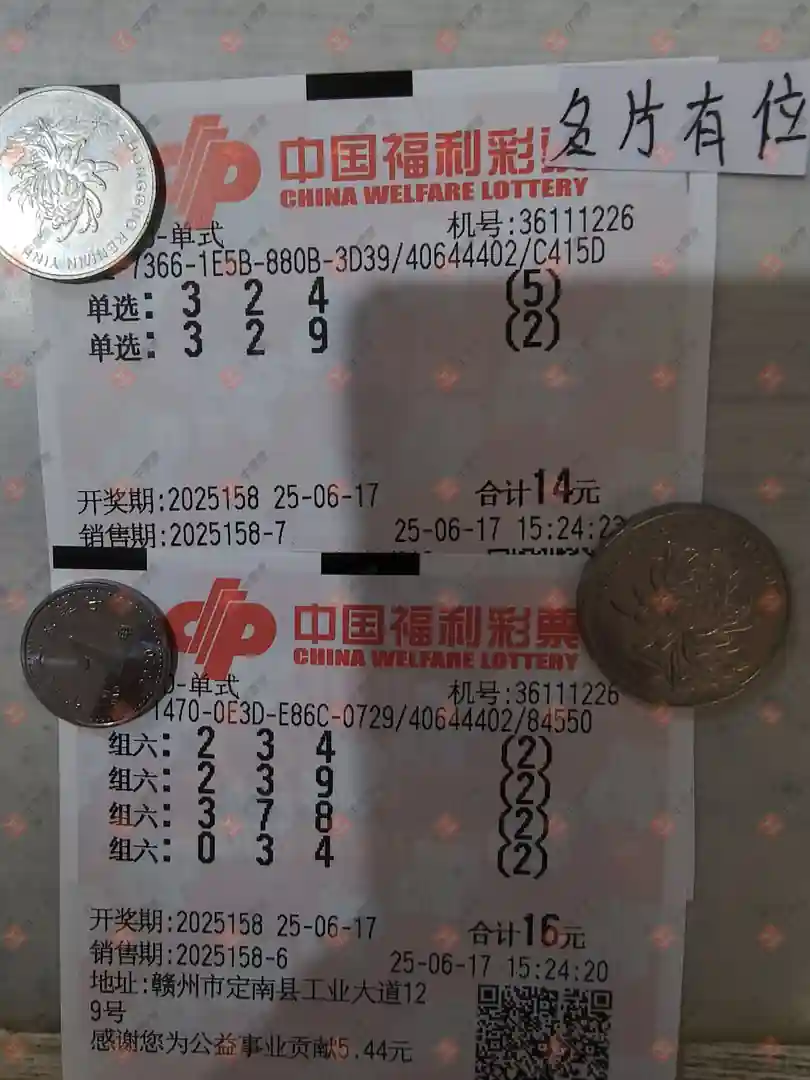 名片有位
中国福利彩
CHINA WELFARE LOTTERY
-单式 机号:36111226
7366-1E5B-880B-3D39/40644402/C415D
单选: 3 2 4 (5)
单选: 3 2 9 (2)
开奖期:2025158 25-06-17 合计14元
销售期:2025158-7 25-06-17 15:24:23
中国福利彩票
CHINA WELFARE LOTTERY
D-单式 机号:36111226
1470-0E3D-E86C-0729/40644402/84550
组六: 2 3 4 (2)
组六: 2 3 9 (2)
组六: 3 7 8 (2)
组六: 0 3 4 (2)
开奖期:2025158 25-06-17 合计16元
销售期:2025158-6 25-06-17 15:24:20
地址:赣州市定南县工业大道12
9号
感谢您为公益事业贡献5.44元